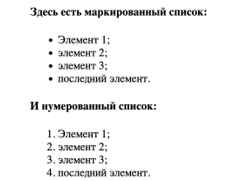 Здесь есть маркированный список:
• Элемент 1;
• элемент 2;
• элемент 3;
• последний элемент.
И нумерованный список:
1. Элемент 1;
2. элемент 2;
3. элемент 3;
4. последний элемент.